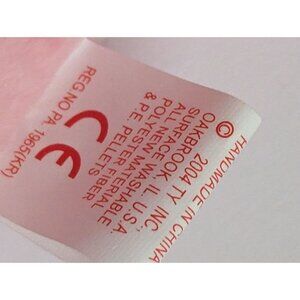 HANDMADE IN CHINA
© 2004 TY INC.
OAKBROOK, IL. U.S.A.
SURFACE WASHABLE
ALL NEW MATERIAL
POLYESTER FIBER
& P.E. PELLETS
CE
REG.NO PA. 1965(KR)